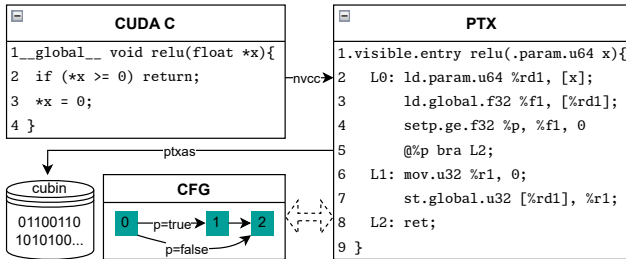 CUDA C
1__global__ void relu(float *x){
2 if (*x >= 0) return;
3 *x = 0;
4 }
nvcc
PTX
1.visible.entry relu(.param.u64 x){
2 L0: ld.param.u64 %rd1, [x];
3 ld.global.f32 %f1, [%rd1];
4 setp.ge.f32 %p, %f1, 0
5 @%p bra L2;
6 L1: mov.u32 %r1, 0;
7 st.global.u32 [%rd1], %r1;
8 L2: ret;
9 }
ptxas
cubin
01100110
1010100...
CFG
0 p=true 1 2
p=false